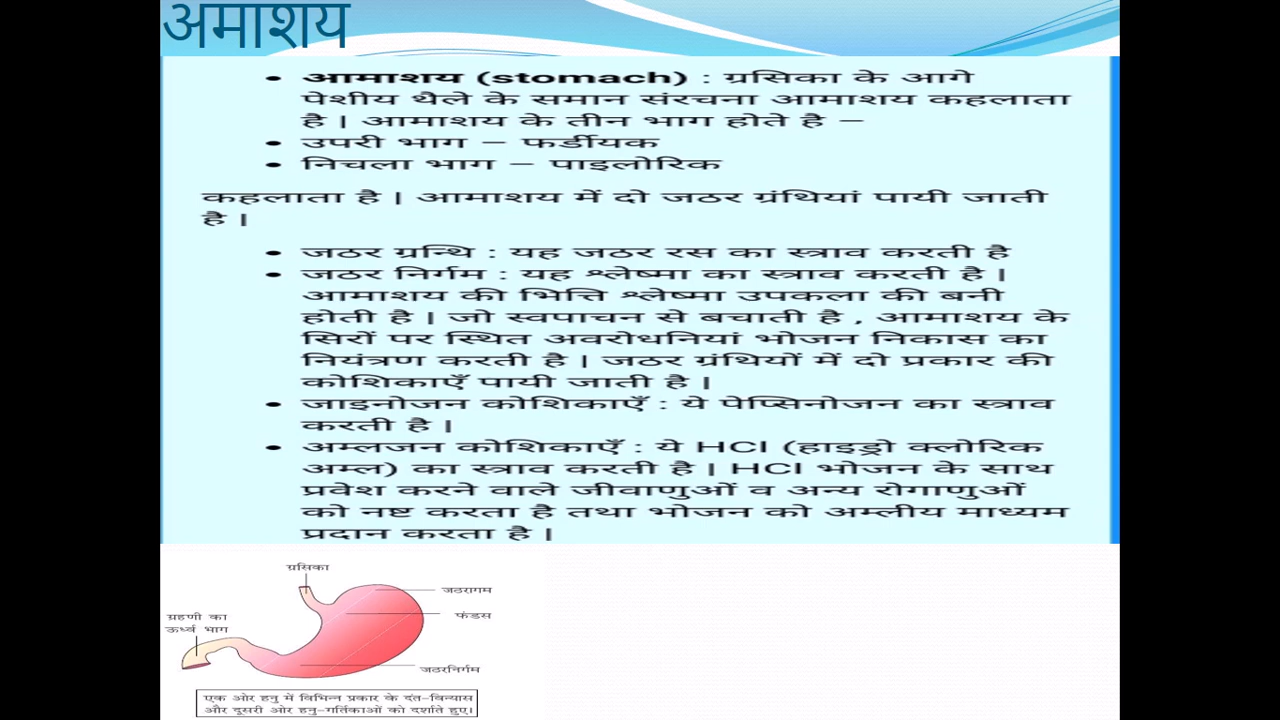 अमाशय
• आमाशय (stomach) : ग्रसिका के आगे
पेशीय थैले के समान संरचना आमाशय कहलाता
है | आमाशय के तीन भाग होते है –
• उपरी भाग – फर्डीयक
• निचला भाग – पाइलोरिक
कहलाता है | आमाशय में दो जठर ग्रंथियां पायी जाती
है |
• जठर ग्रन्थि : यह जठर रस का स्त्राव करती है
• जठर निर्गम : यह श्लेष्मा का स्त्राव करती है |
आमाशय की भित्ति श्लेष्मा उपकला की बनी
होती है | जो स्वपाचन से बचाती है , आमाशय के
सिरों पर स्थित अवरोधनियां भोजन निकास का
नियंत्रण करती है | जठर ग्रंथियों में दो प्रकार की
कोशिकाएँ पायी जाती है |
• जाइनोजन कोशिकाएँ : ये पेप्सिनोजन का स्त्राव
करती है |
• अम्लजन कोशिकाएँ : ये HCl (हाइड्रो क्लोरिक
अम्ल) का स्त्राव करती है | HCl भोजन के साथ
प्रवेश करने वाले जीवाणुओं व अन्य रोगाणुओं
को नष्ट करता है तथा भोजन को अम्लीय माध्यम
प्रदान करता है |
ग्रसिका
जठरागम
फंडस
ग्रहणी का
ऊर्ध्व भाग
जठरनिर्गम
एक ओर हनु में विभिन्न प्रकार के दंत-विन्यास
और दूसरी ओर हनु-गर्तिकाओं को दर्शाते हुए।